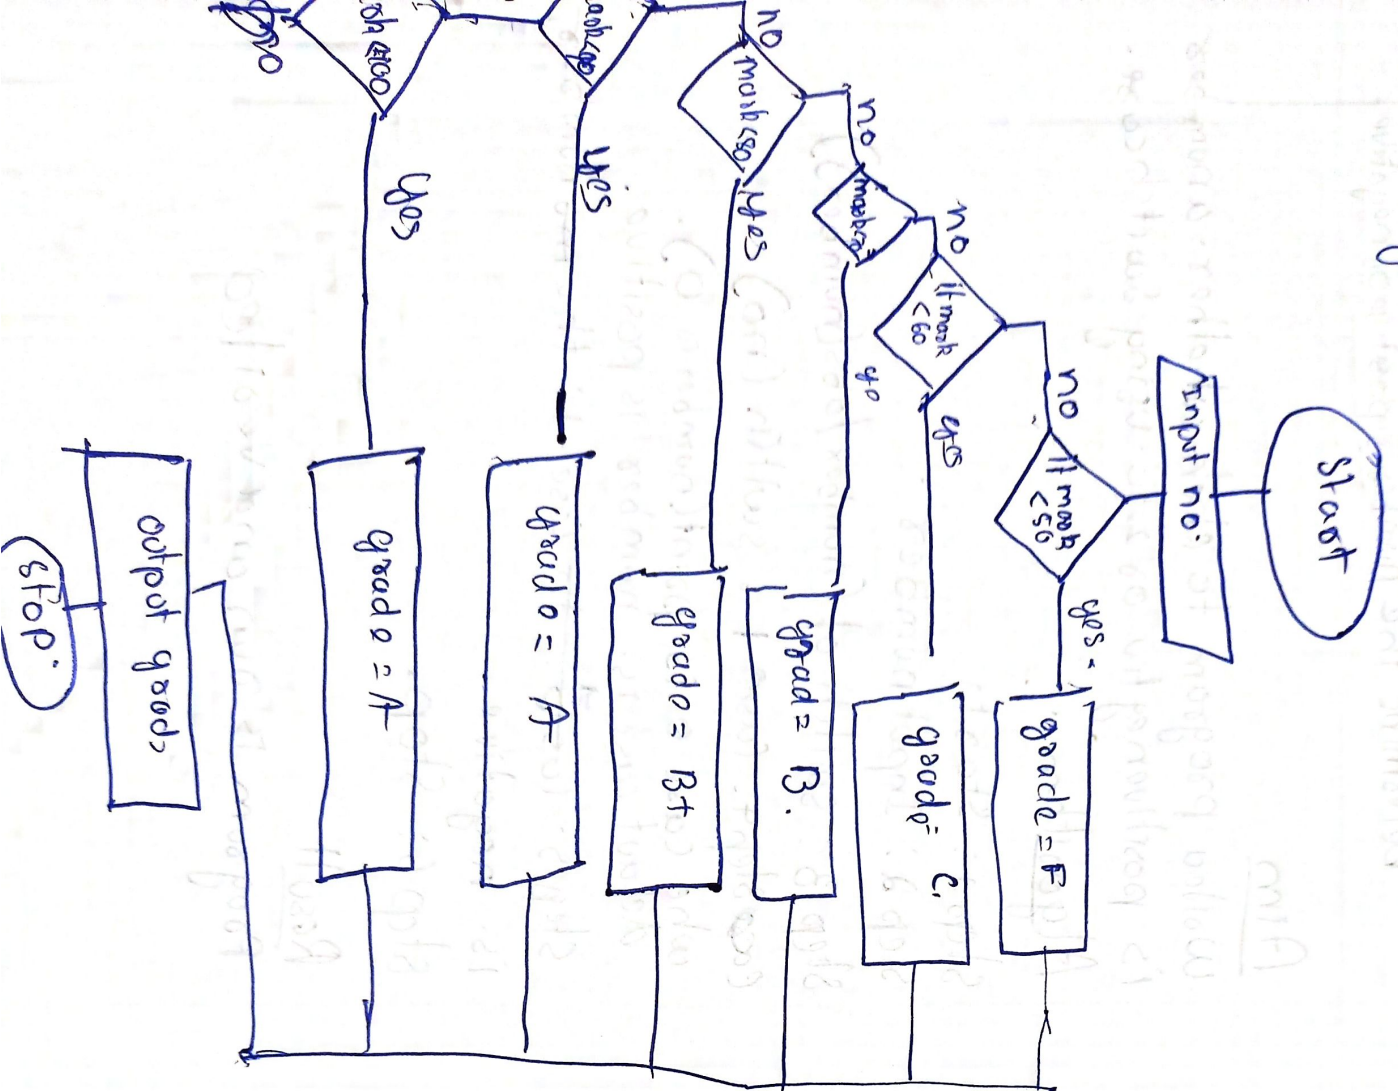 Start
Input no.
if mark
<50
yes.
grade = F
no
if mark
<60
yes
grade = C.
no
grad = B.
no
mark<80
yes
grade = B+
no
yes
grade = A
yes
grade = A
no
output grade
Stop.